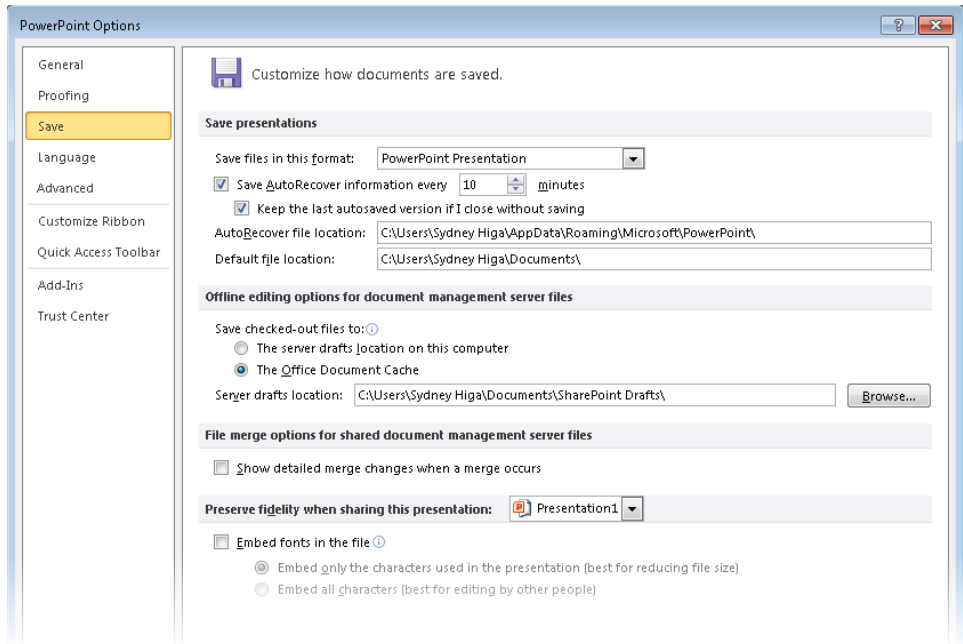 PowerPoint Options
General
Proofing
Save
Language
Advanced
Customize Ribbon
Quick Access Toolbar
Add-Ins
Trust Center
Customize how documents are saved.
Save presentations
Save files in this format: PowerPoint Presentation
Save AutoRecover information every 10 minutes
Keep the last autosaved version if I close without saving
AutoRecover file location: C:\Users\Sydney Higa\AppData\Roaming\Microsoft\PowerPoint\
Default file location: C:\Users\Sydney Higa\Documents\
Offline editing options for document management server files
Save checked-out files to:
The server drafts location on this computer
The Office Document Cache
Server drafts location: C:\Users\Sydney Higa\Documents\SharePoint Drafts\ Browse...
File merge options for shared document management server files
Show detailed merge changes when a merge occurs
Preserve fidelity when sharing this presentation: Presentation1
Embed fonts in the file
Embed only the characters used in the presentation (best for reducing file size)
Embed all characters (best for editing by other people)